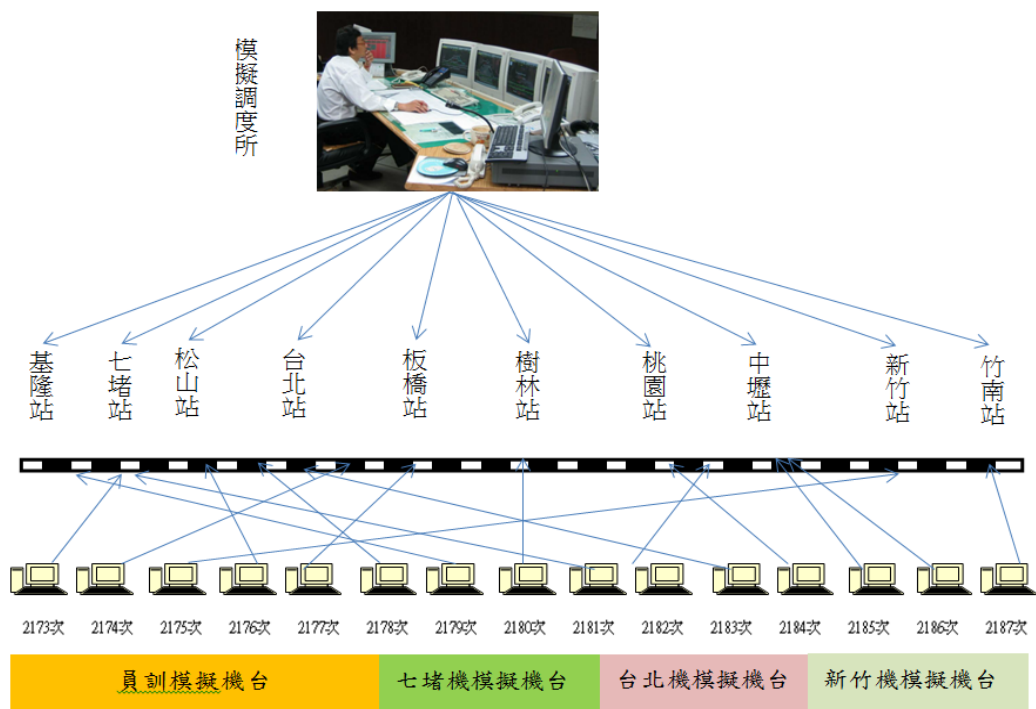 模擬調度所
基隆站
七堵站
松山站
台北站
板橋站
樹林站
桃園站
中壢站
新竹站
竹南站
2173次 2174次 2175次 2176次 2177次 2178次 2179次 2180次 2181次 2182次 2183次 2184次 2185次 2186次 2187次
員訓模擬機台 七堵機模擬機台 台北機模擬機台 新竹機模擬機台